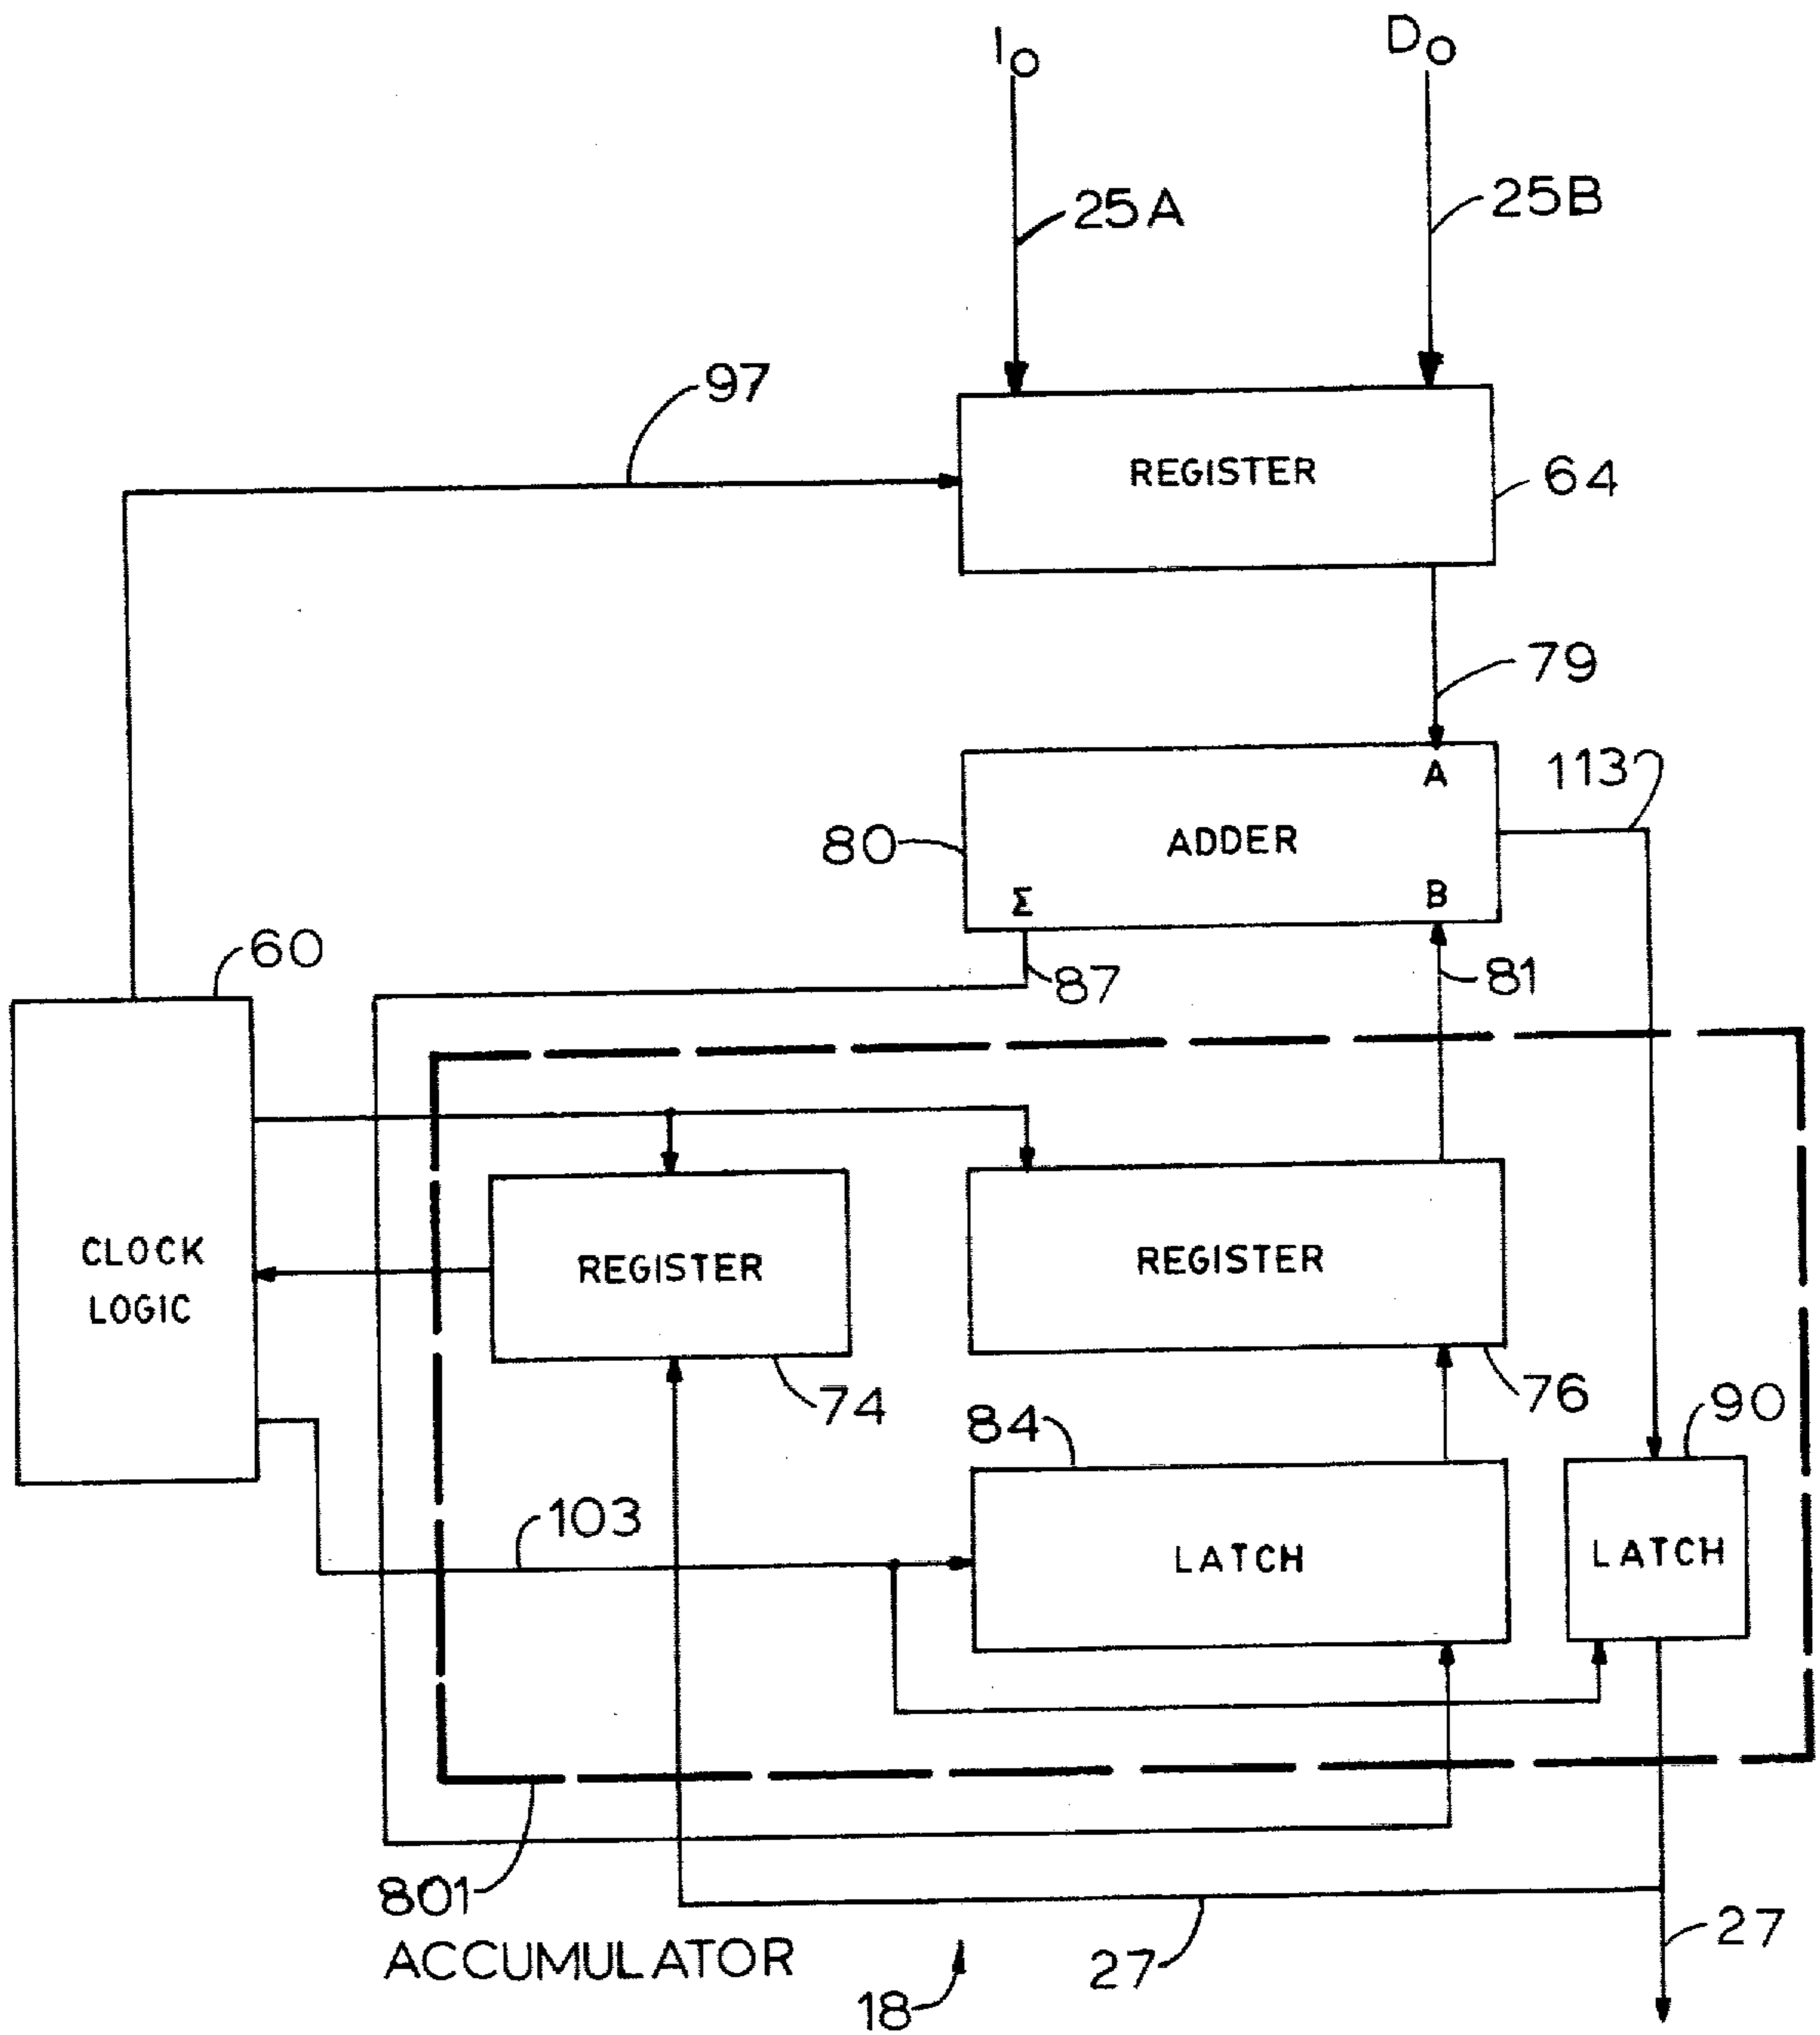 I0
D0
25A
25B
97
REGISTER
64
79
A
113
80
ADDER
Σ
B
60
87
81
CLOCK
LOGIC
REGISTER
REGISTER
74
76
84
90
103
LATCH
LATCH
801
ACCUMULATOR
27
27
18